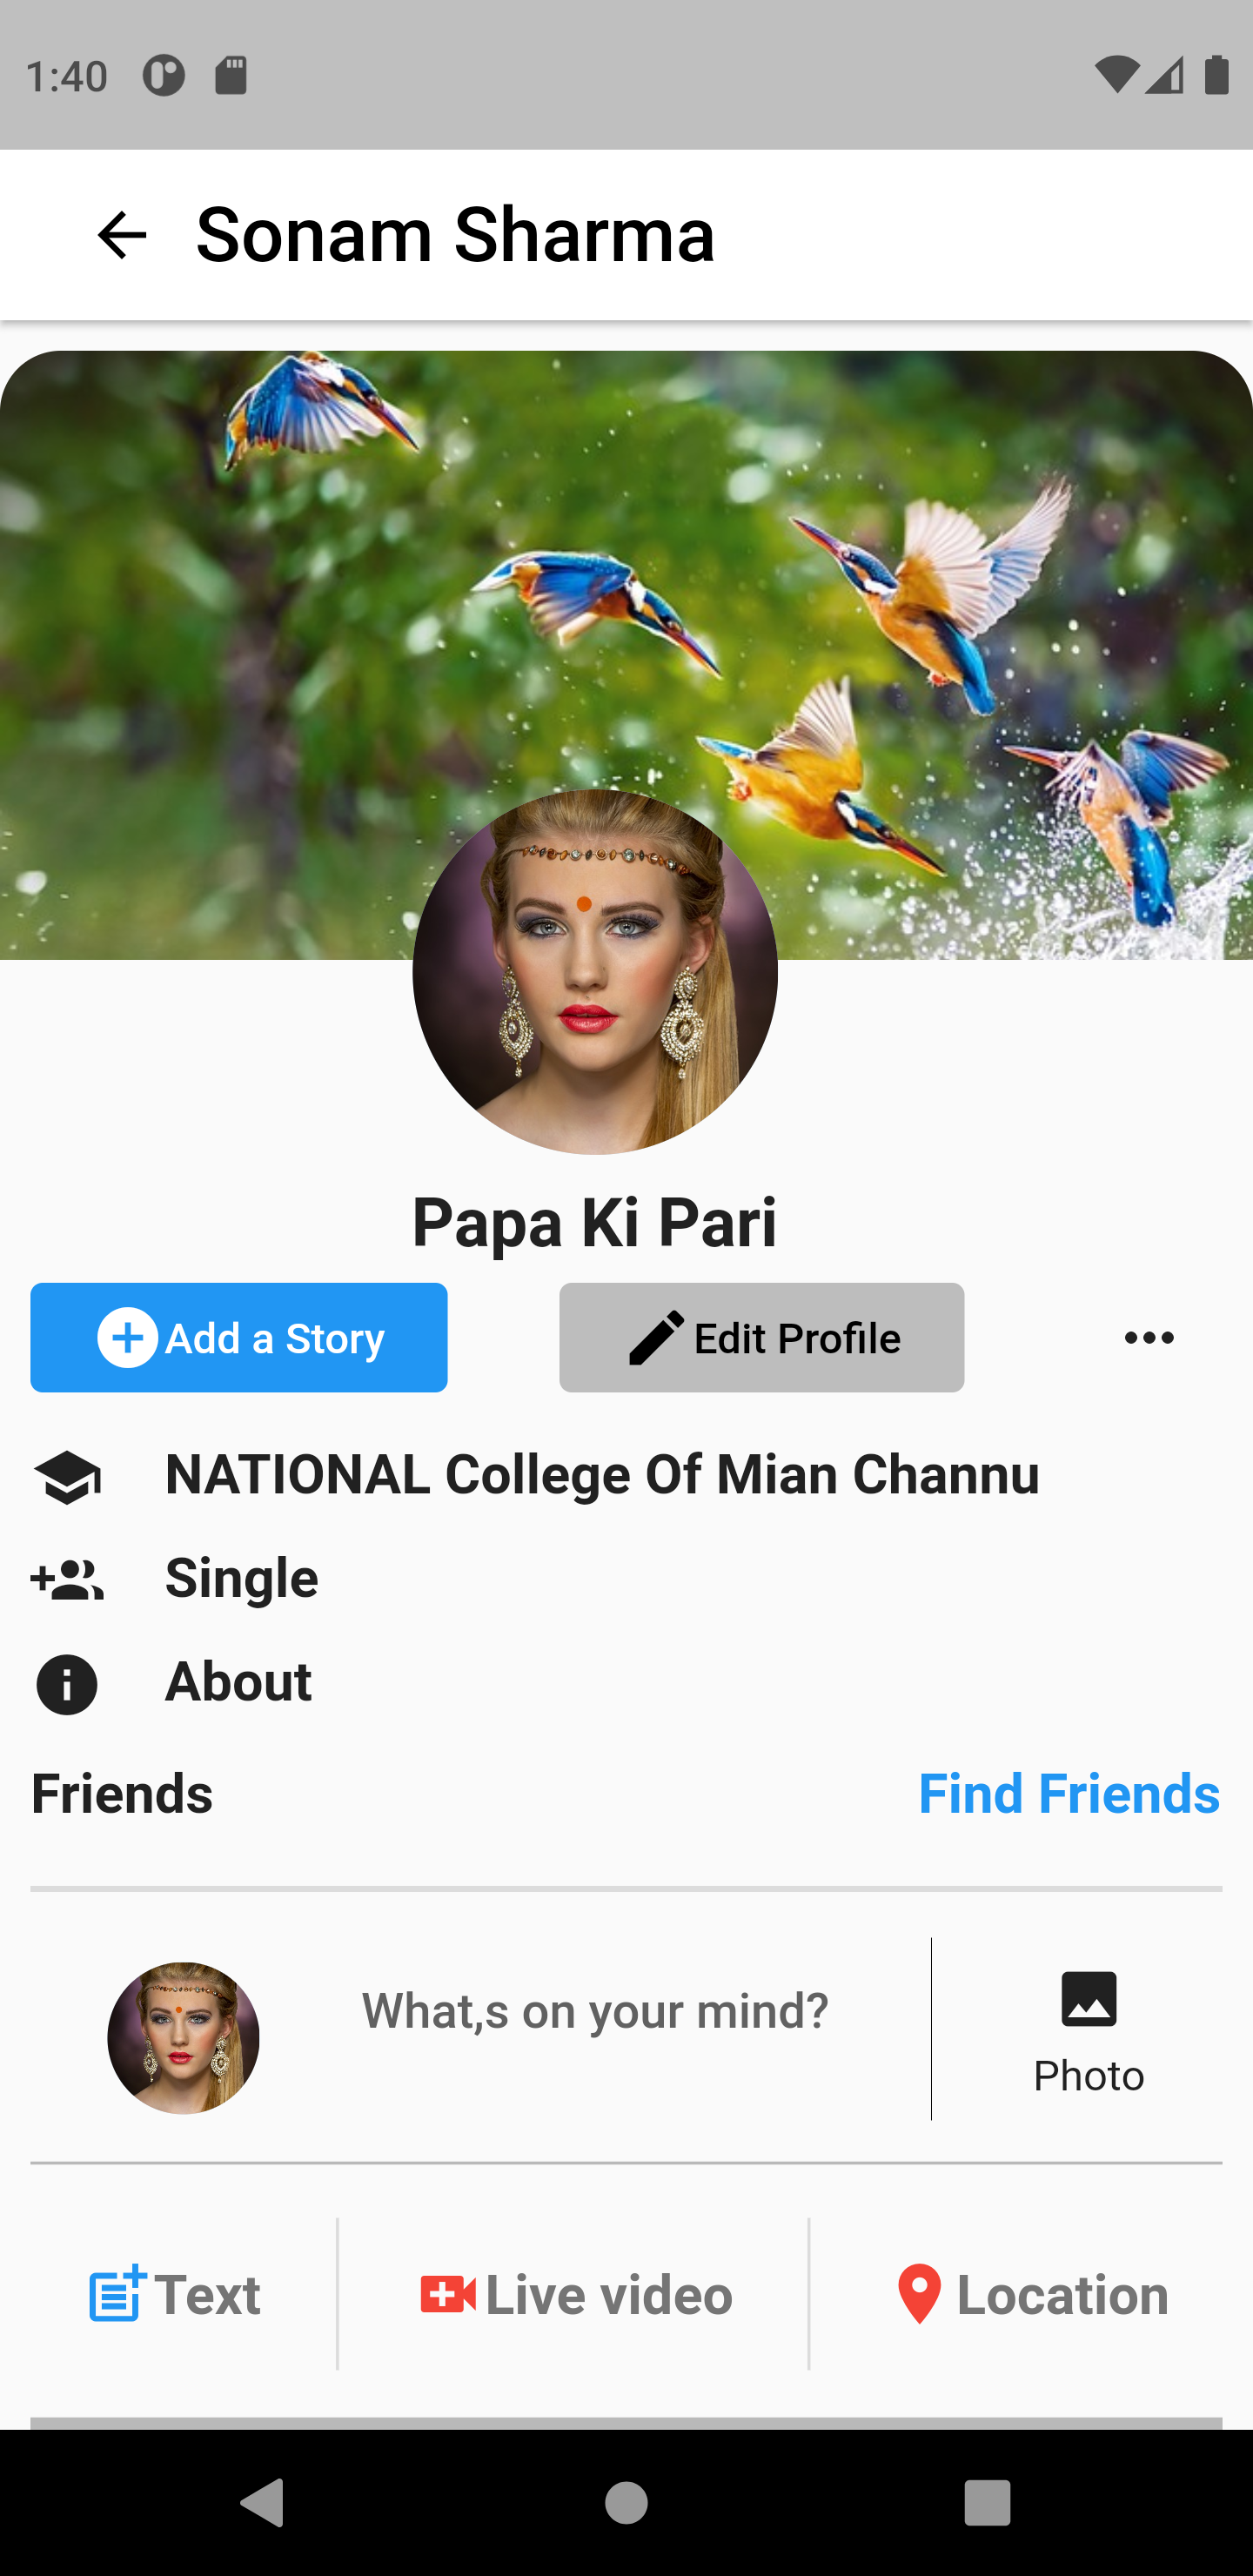 1:40
Sonam Sharma
Papa Ki Pari
Add a Story Edit Profile
NATIONAL College Of Mian Channu
Single
About
Friends Find Friends
What,s on your mind?
Photo
Text Live video Location